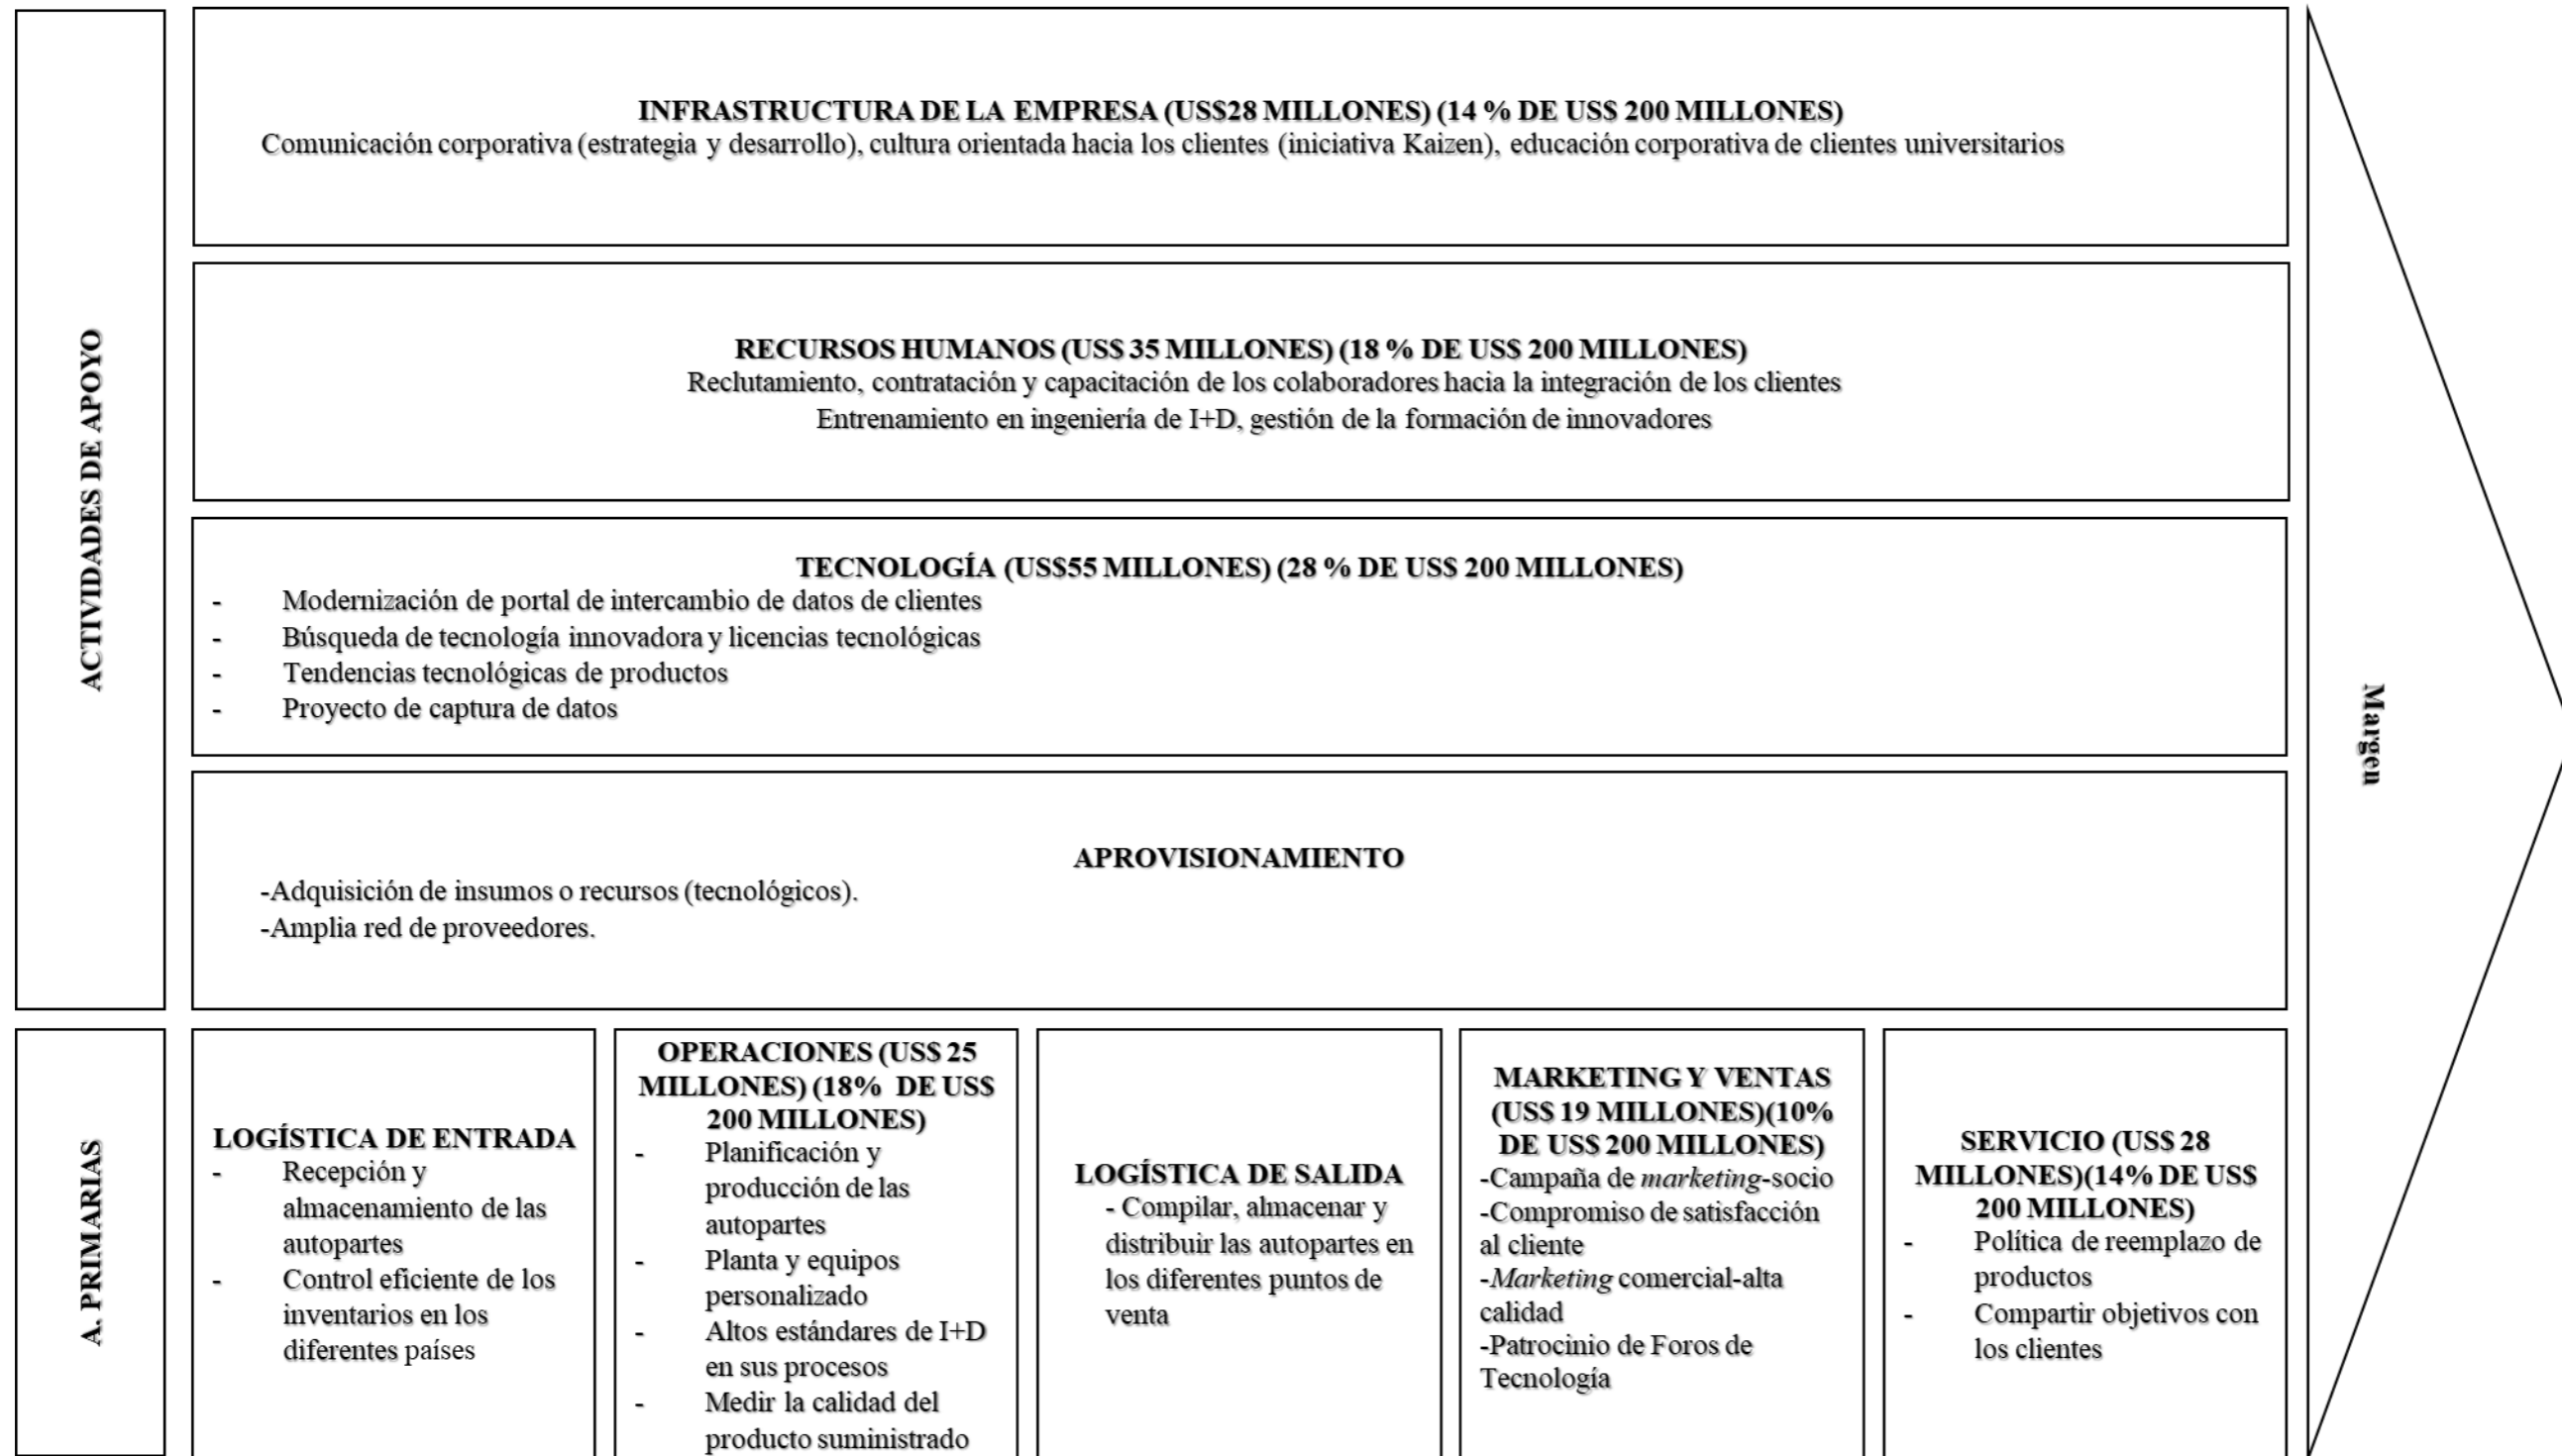 ACTIVIDADES DE APOYO
INFRASTRUCTURA DE LA EMPRESA (US$28 MILLONES) (14 % DE US$ 200 MILLONES)
Comunicación corporativa (estrategia y desarrollo), cultura orientada hacia los clientes (iniciativa Kaizen), educación corporativa de clientes universitarios
RECURSOS HUMANOS (US$ 35 MILLONES) (18 % DE US$ 200 MILLONES)
Reclutamiento, contratación y capacitación de los colaboradores hacia la integración de los clientes
Entrenamiento en ingeniería de I+D, gestión de la formación de innovadores
TECNOLOGÍA (US$55 MILLONES) (28 % DE US$ 200 MILLONES)
- Modernización de portal de intercambio de datos de clientes
- Búsqueda de tecnología innovadora y licencias tecnológicas
- Tendencias tecnológicas de productos
- Proyecto de captura de datos
APROVISIONAMIENTO
-Adquisición de insumos o recursos (tecnológicos).
-Amplia red de proveedores.
A. PRIMARIAS
LOGÍSTICA DE ENTRADA
- Recepción y
almacenamiento de las
autopartes
- Control eficiente de los
inventarios en los
diferentes países
OPERACIONES (US$ 25
MILLONES) (18% DE US$
200 MILLONES)
- Planificación y
producción de las
autopartes
- Planta y equipos
personalizado
- Altos estándares de I+D
en sus procesos
- Medir la calidad del
producto suministrado
LOGÍSTICA DE SALIDA
- Compilar, almacenar y
distribuir las autopartes en
los diferentes puntos de
venta
MARKETING Y VENTAS
(US$ 19 MILLONES)(10%
DE US$ 200 MILLONES)
-Campaña de marketing-socio
-Compromiso de satisfacción
al cliente
-Marketing comercial-alta
calidad
-Patrocinio de Foros de
Tecnología
SERVICIO (US$ 28
MILLONES)(14% DE US$
200 MILLONES)
- Política de reemplazo de
productos
- Compartir objetivos con
los clientes
Margen